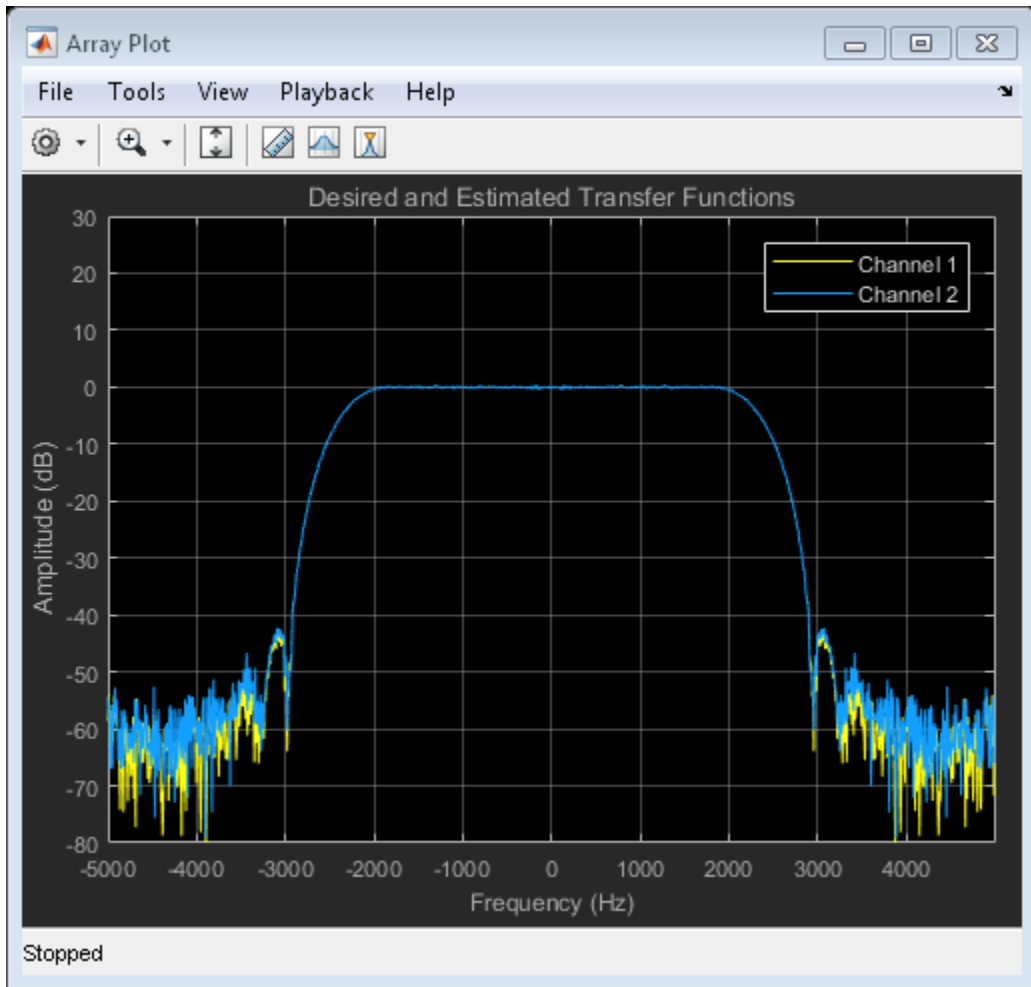 Array Plot
File Tools View Playback Help
Desired and Estimated Transfer Functions
Channel 1
Channel 2
30
20
10
0
-10
-20
-30
-40
-50
-60
-70
-80
Amplitude (dB)
-5000 -4000 -3000 -2000 -1000 0 1000 2000 3000 4000
Frequency (Hz)
Stopped